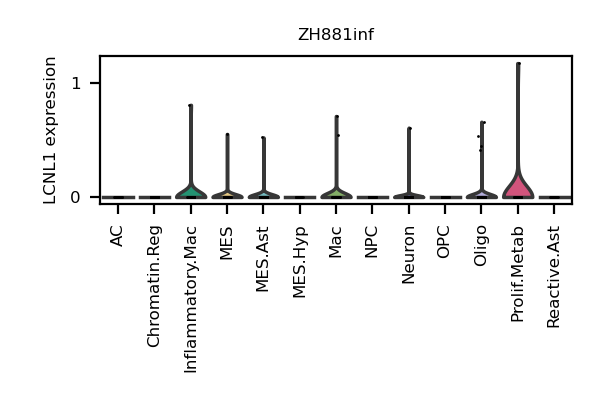 ZH881inf
LCNL1 expression
1
0
AC
Chromatin.Reg
Inflammatory.Mac
MES
MES.Ast
MES.Hyp
Mac
NPC
Neuron
OPC
Oligo
Prolif.Metab
Reactive.Ast